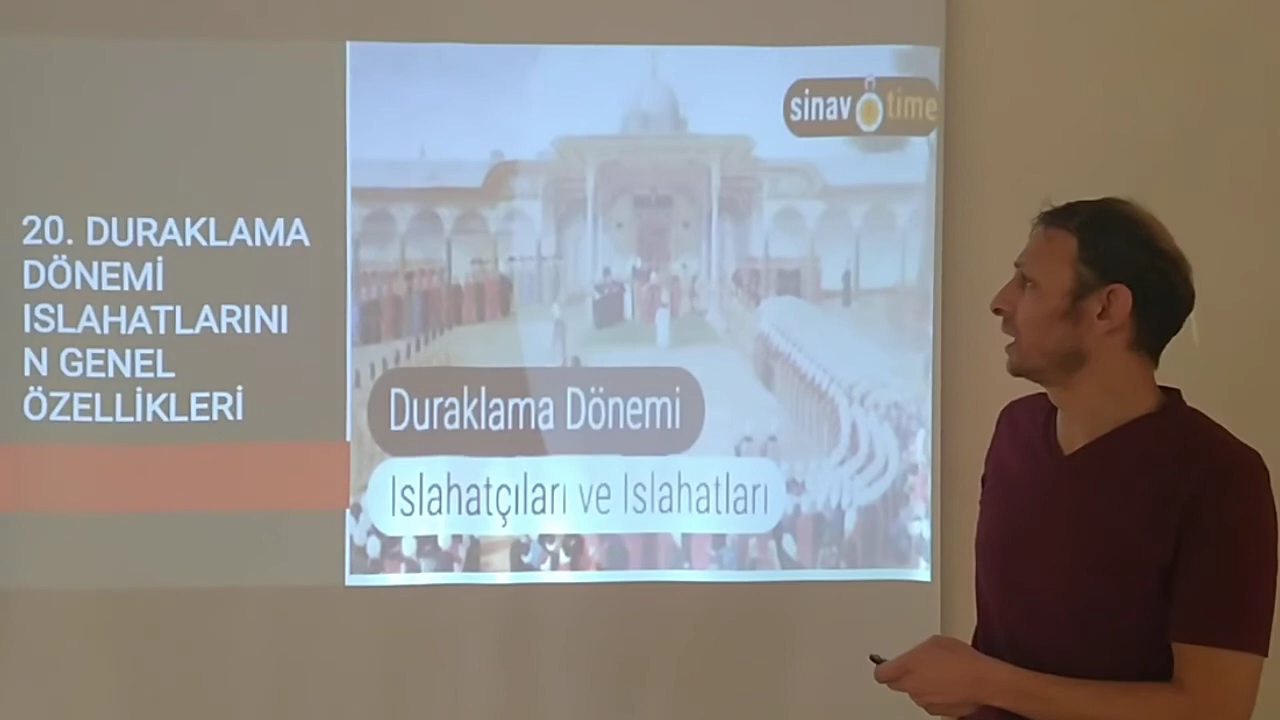 20. DURAKLAMA
DÖNEMİ
ISLAHATLARINI
N GENEL
ÖZELLİKLERİ
sinav time
Duraklama Dönemi
Islahatçıları ve Islahatları